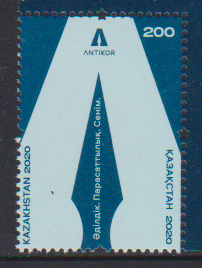 200
ANTIKOR
Әділдік. Парасаттылық. Сенім.
KAZAKHSTAN 2020
ҚАЗАҚСТАН 2020